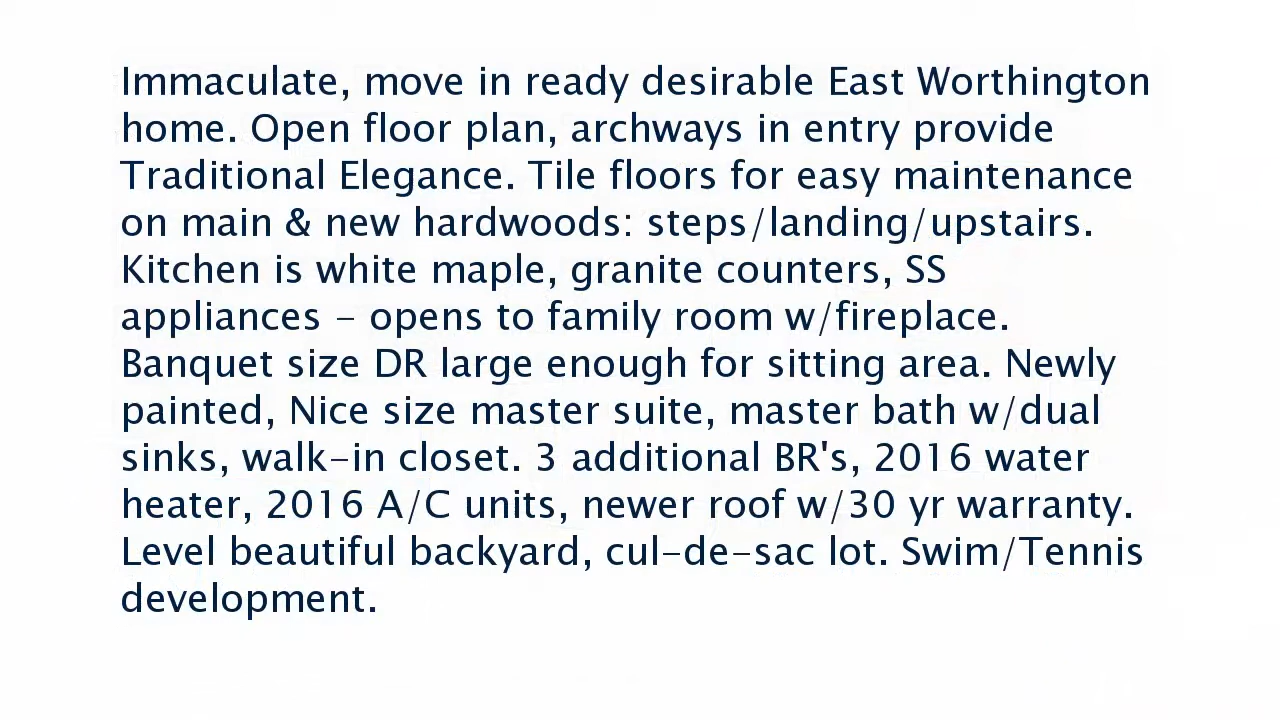 Immaculate, move in ready desirable East Worthington
home. Open floor plan, archways in entry provide
Traditional Elegance. Tile floors for easy maintenance
on main & new hardwoods: steps/landing/upstairs.
Kitchen is white maple, granite counters, SS
appliances - opens to family room w/fireplace.
Banquet size DR large enough for sitting area. Newly
painted, Nice size master suite, master bath w/dual
sinks, walk-in closet. 3 additional BR's, 2016 water
heater, 2016 A/C units, newer roof w/30 yr warranty.
Level beautiful backyard, cul-de-sac lot. Swim/Tennis
development.